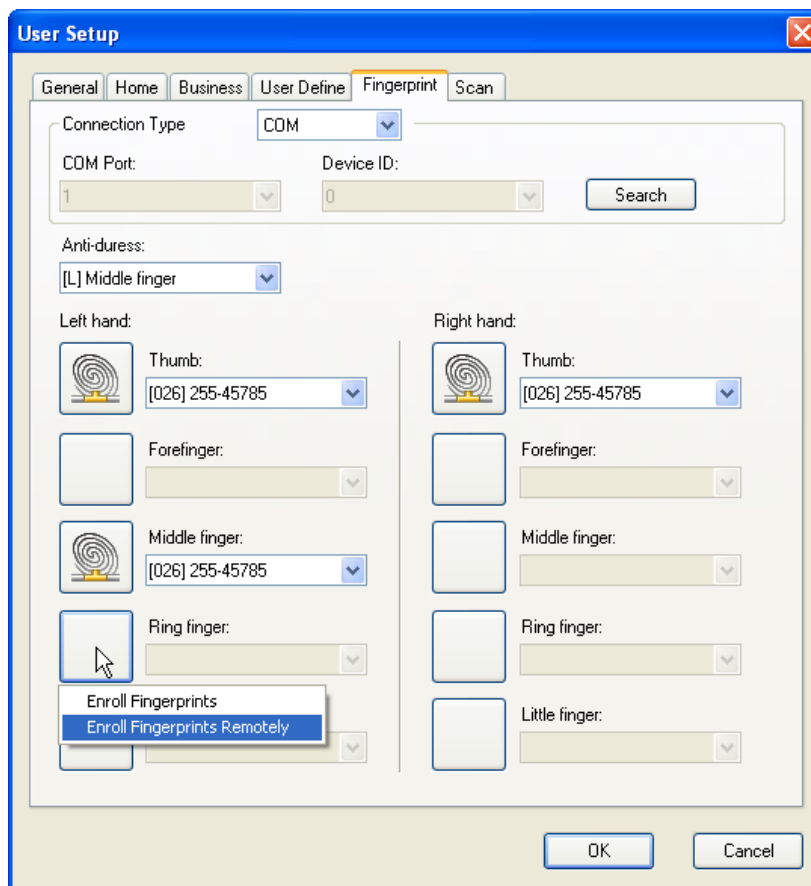 User Setup
General Home Business User Define Fingerprint Scan
Connection Type COM
COM Port: Device ID:
1 0 Search
Anti-duress:
[L] Middle finger
Left hand: Right hand:
Thumb: Thumb:
[026] 255-45785 [026] 255-45785
Forefinger: Forefinger:
Middle finger: Middle finger:
[026] 255-45785
Ring finger: Ring finger:
Enroll Fingerprints
Little finger:
Enroll Fingerprints Remotely
OK Cancel